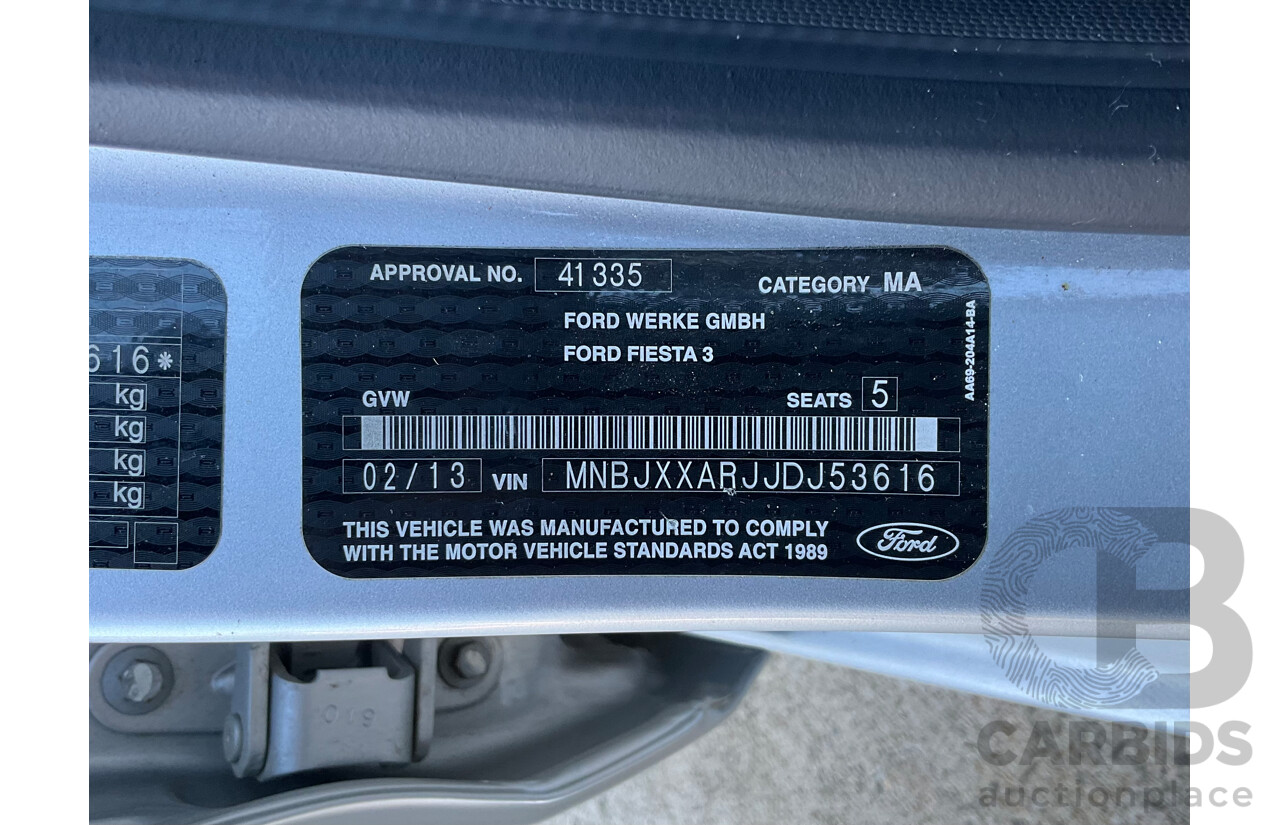 616*
kg
kg
kg
kg
APPROVAL NO. 41335 CATEGORY MA
FORD WERKE GMBH
FORD FIESTA 3
GVW SEATS 5
02/13 VIN MNBJXXARJJDJ53616
THIS VEHICLE WAS MANUFACTURED TO COMPLY
WITH THE MOTOR VEHICLE STANDARDS ACT 1989
Ford
AA69-204A14-BA
019
CB
CARBIDS
auctionplace